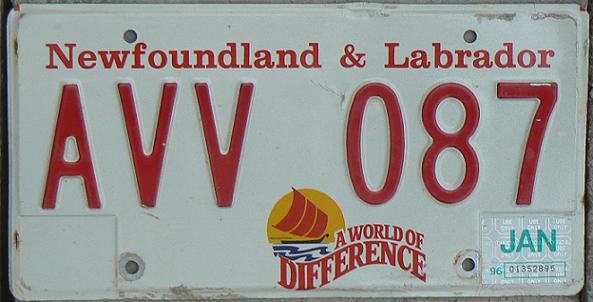 Newfoundland & Labrador
AVV 087
A WORLD OF
DIFFERENCE
JAN
96 01352895